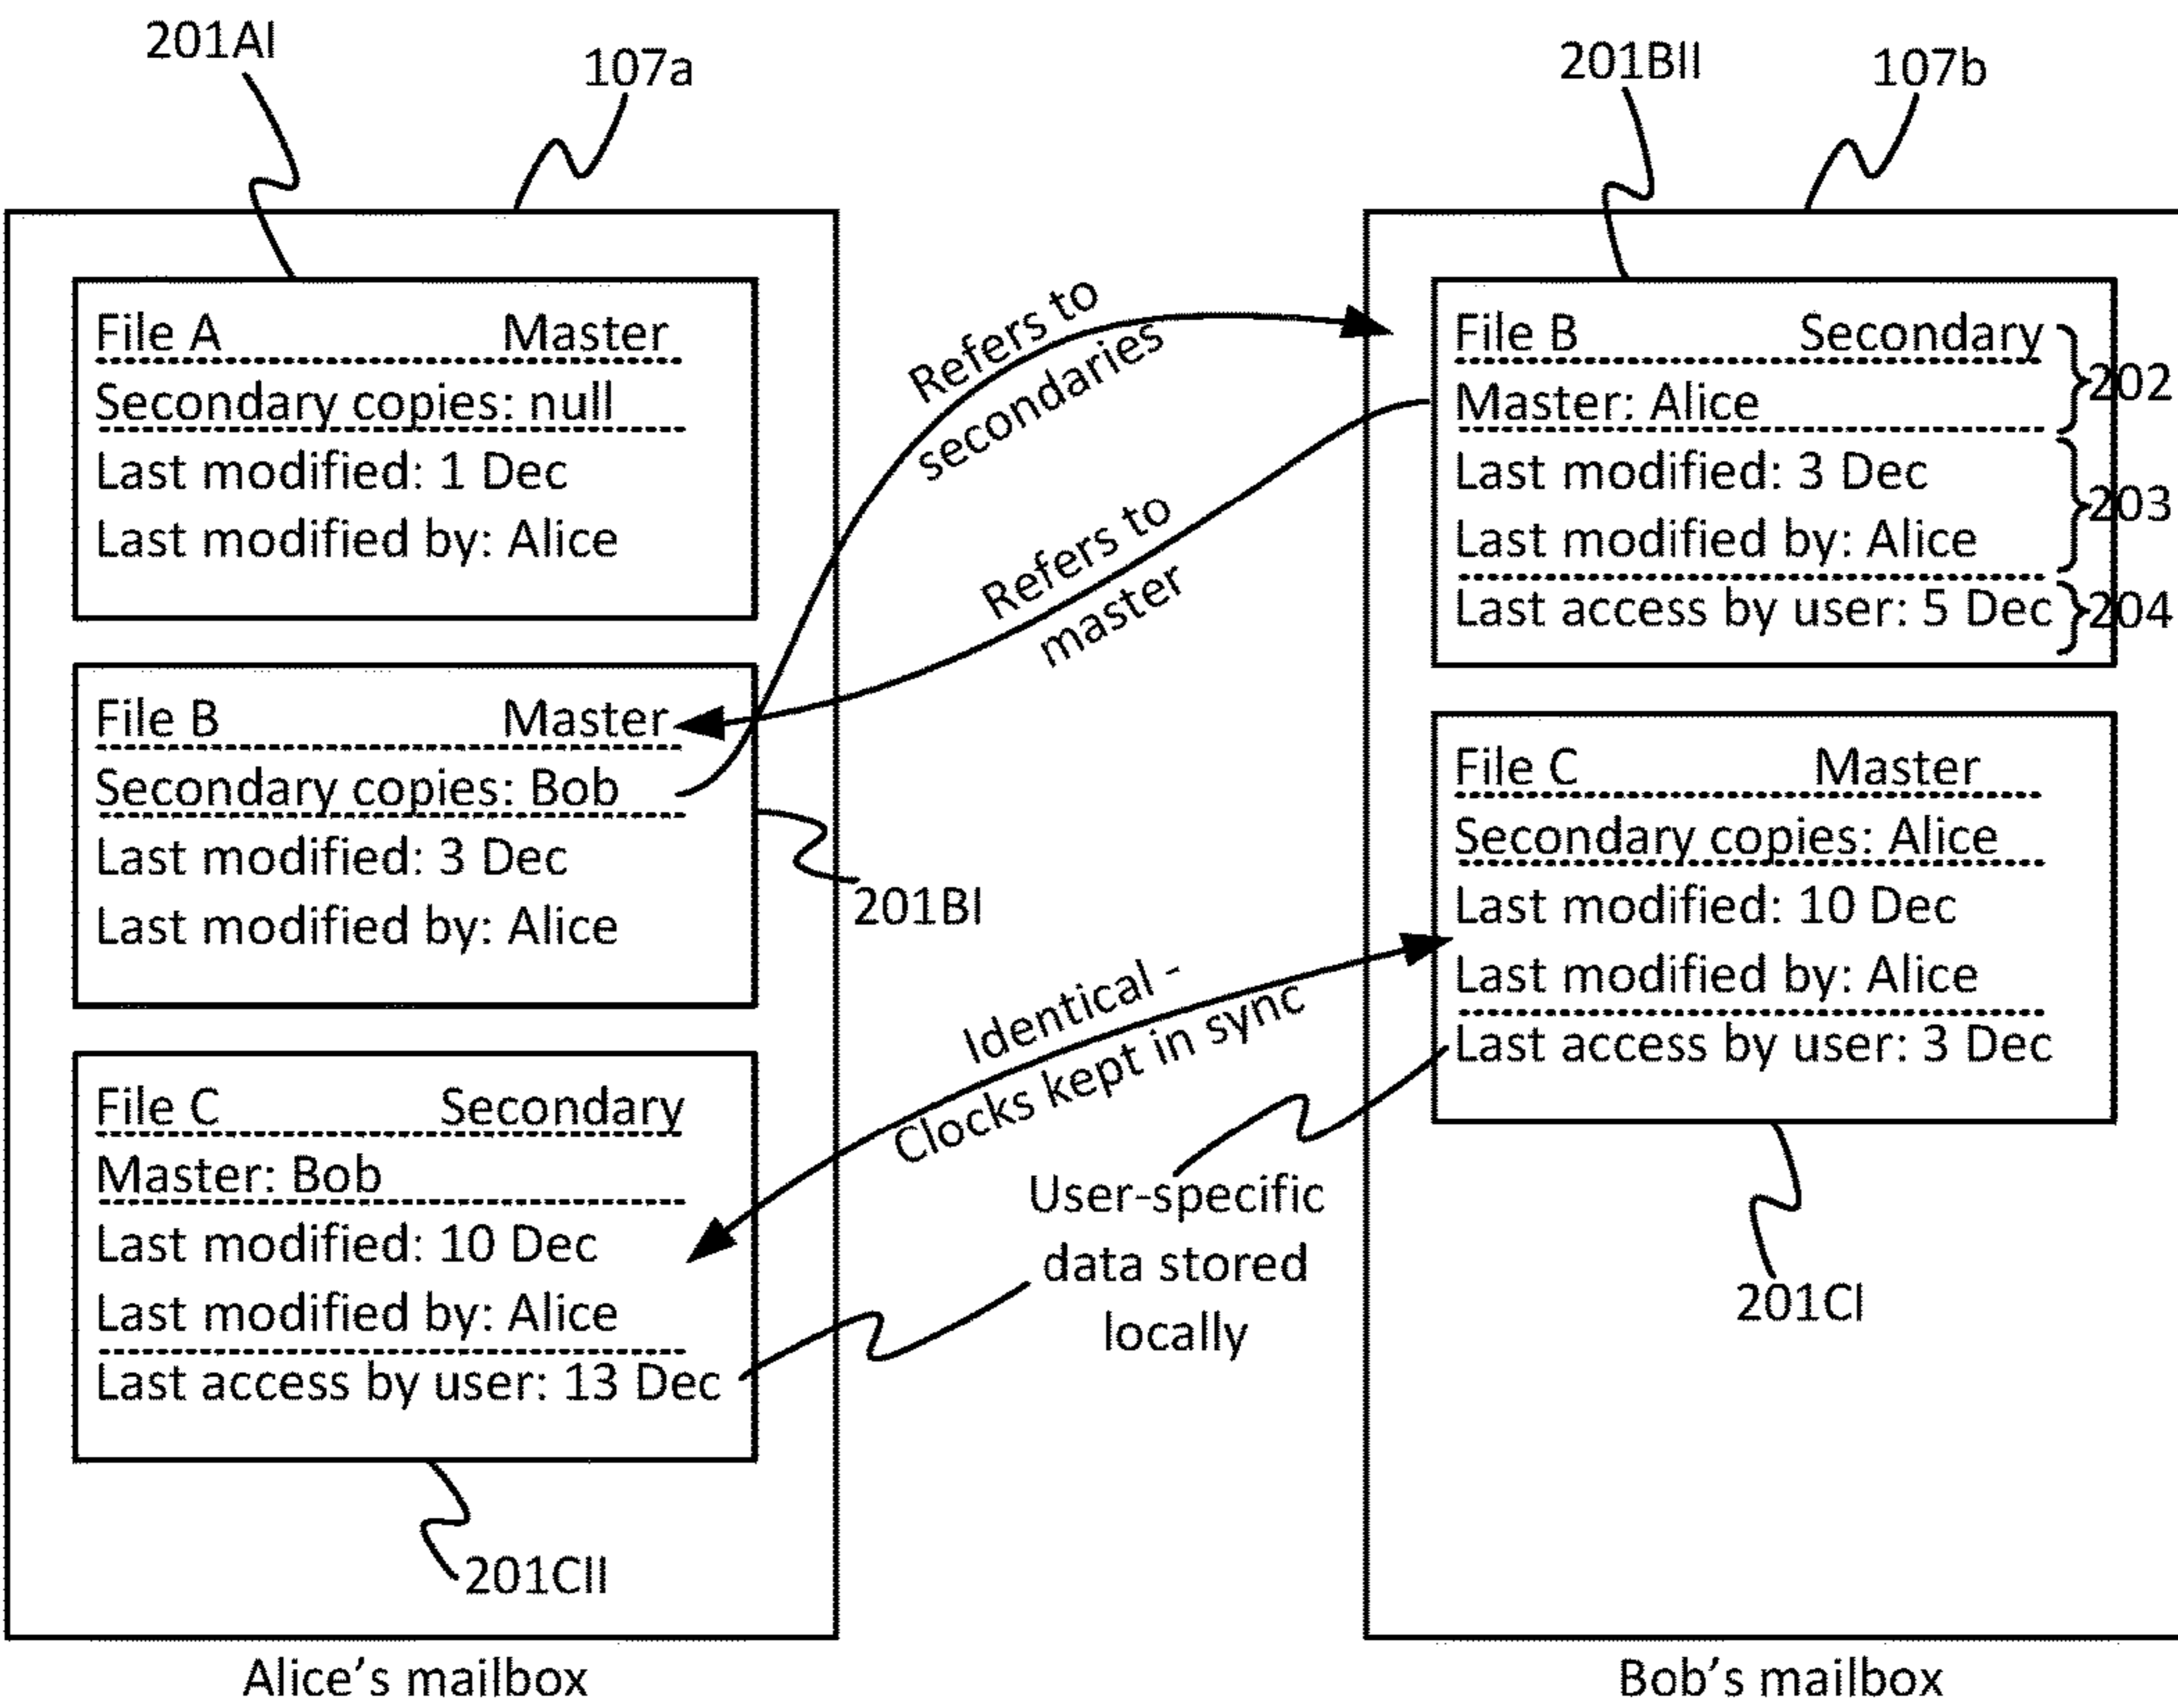 201AI
107a
201BII
107b
File A Master
Secondary copies: null
Last modified: 1 Dec
Last modified by: Alice
File B Master
Secondary copies: Bob
Last modified: 3 Dec
Last modified by: Alice
201BI
File C Secondary
Master: Bob
Last modified: 10 Dec
Last modified by: Alice
Last access by user: 13 Dec
201CII
Alice's mailbox
Refers to
secondaries
Refers to
master
Identical -
Clocks kept in sync
User-specific
data stored
locally
File B Secondary
Master: Alice
202
Last modified: 3 Dec
Last modified by: Alice
203
Last access by user: 5 Dec
204
File C Master
Secondary copies: Alice
Last modified: 10 Dec
Last modified by: Alice
Last access by user: 3 Dec
201CI
Bob's mailbox